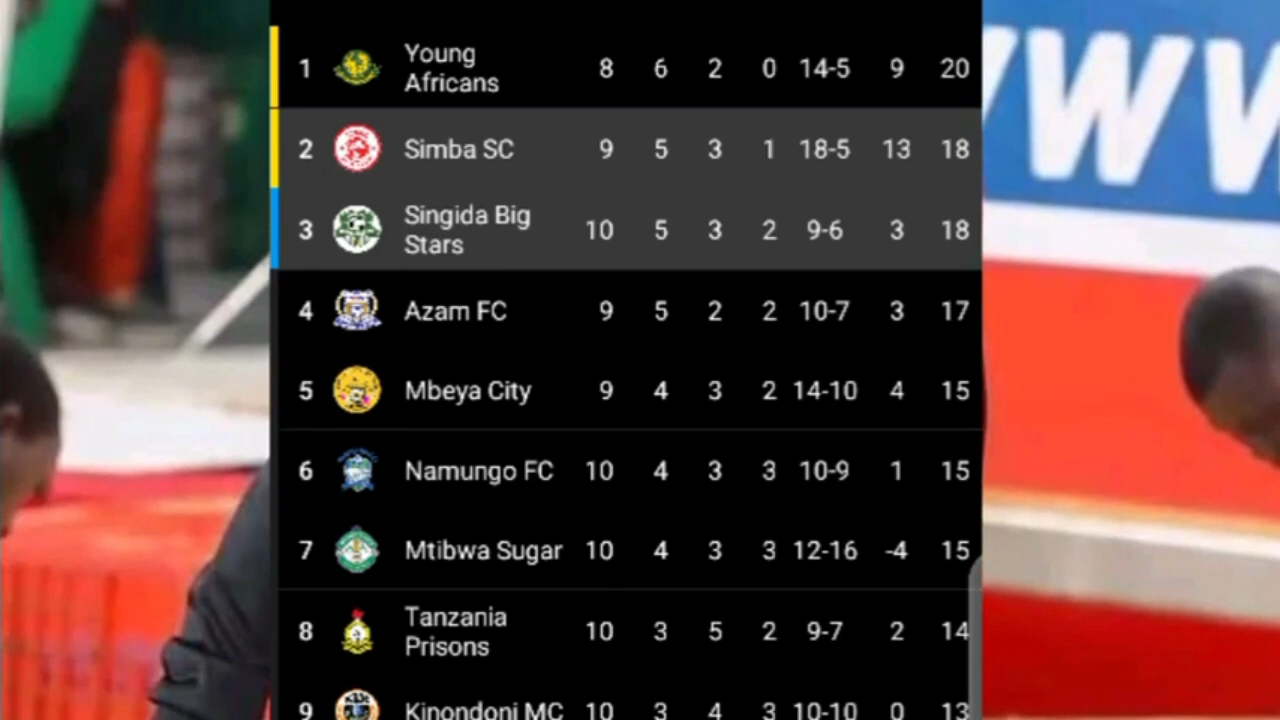 1 Young Africans 8 6 2 0 14-5 9 20
2 Simba SC 9 5 3 1 18-5 13 18
3 Singida Big Stars 10 5 3 2 9-6 3 18
4 Azam FC 9 5 2 2 10-7 3 17
5 Mbeya City 9 4 3 2 14-10 4 15
6 Namungo FC 10 4 3 3 10-9 1 15
7 Mtibwa Sugar 10 4 3 3 12-16 -4 15
8 Tanzania Prisons 10 3 5 2 9-7 2 14
9 Kinondoni MC 10 3 4 3 10-10 0 13